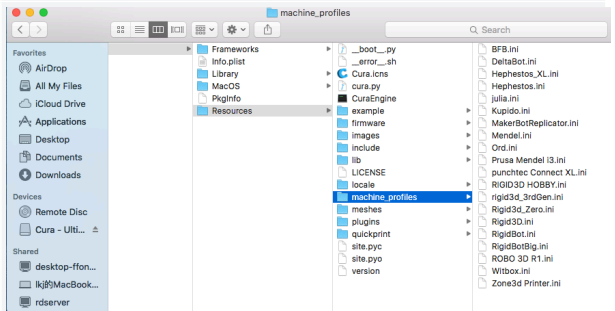 machine_profiles
Search
Favorites
AirDrop
All My Files
iCloud Drive
Applications
Desktop
Documents
Downloads
Devices
Remote Disc
Cura - Ulti...
Shared
desktop-ffon...
lkj的MacBook...
rdserver
Frameworks
Info.plist
Library
MacOS
PkgInfo
Resources
__boot__.py
__error__.sh
Cura.icns
cura.py
CuraEngine
example
firmware
images
include
lib
LICENSE
locale
machine_profiles
meshes
plugins
quickprint
site.pyc
site.pyo
version
BFB.ini
DeltaBot.ini
Hephestos_XL.ini
Hephestos.ini
julia.ini
Kupido.ini
MakerBotReplicator.ini
Mendel.ini
Ord.ini
Prusa Mendel i3.ini
punchtec Connect XL.ini
RIGID3D HOBBY.ini
rigid3d_3rdGen.ini
Rigid3d_Zero.ini
Rigid3D.ini
RigidBot.ini
RigidBotBig.ini
ROBO 3D R1.ini
Witbox.ini
Zone3d Printer.ini